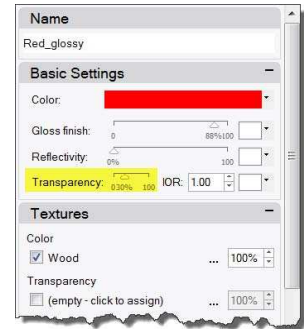 Name
Red_glossy
Basic Settings
Color:
Gloss finish: 0 88% 100
Reflectivity: 0% 100
Transparency: 0 30% 100 IOR: 1.00
Textures
Color
Wood ... 100%
Transparency
(empty - click to assign) ... 100%